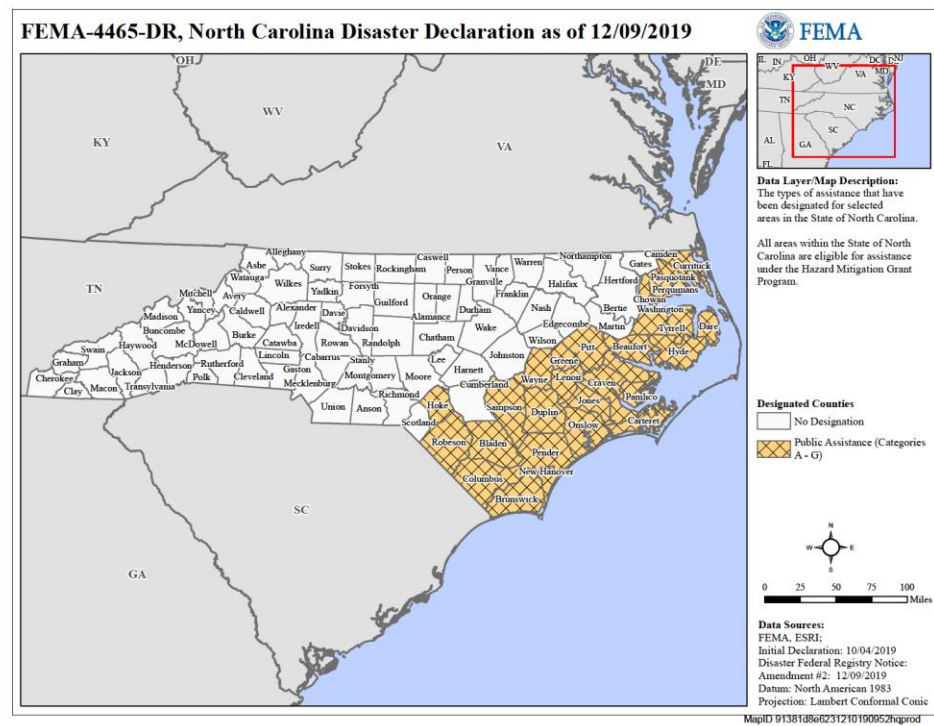 FEMA-4465-DR, North Carolina Disaster Declaration as of 12/09/2019
FEMA
OH
WV
DE
MD
KY
VA
TN
SC
GA
Alleghany
Ashe
Surry
Stokes
Rockingham
Caswell
Person
Vance
Granville
Warren
Northampton
Gates
Camden
Currituck
Pasquotank
Perquimans
Chowan
Hertford
Halifax
Watauga
Wilkes
Yadkin
Forsyth
Guilford
Orange
Alamance
Durham
Franklin
Nash
Bertie
Washington
Mitchell
Avery
Yancey
Caldwell
Alexander
Davie
Davidson
Iredell
Rowan
Randolph
Chatham
Wake
Edgecombe
Martin
Tyrrell
Dare
Madison
Buncombe
McDowell
Burke
Catawba
Wilson
Pitt
Beaufort
Hyde
Haywood
Swain
Graham
Jackson
Henderson
Rutherford
Lincoln
Cabarrus
Stanly
Lee
Johnston
Greene
Cherokee
Clay
Macon
Transylvania
Polk
Cleveland
Gaston
Mecklenburg
Montgomery
Moore
Harnett
Wayne
Lenoir
Craven
Pamlico
Richmond
Cumberland
Sampson
Jones
Carteret
Union
Anson
Scotland
Hoke
Duplin
Onslow
Robeson
Bladen
Pender
New Hanover
Columbus
Brunswick
IL
IN
OH
WV
DC
NJ
MD
D
KY
VA
TN
NC
SC
AL
GA
FL
Data Layer/Map Description:
The types of assistance that have
been designated for selected
areas in the State of North Carolina.
All areas within the State of North
Carolina are eligible for assistance
under the Hazard Mitigation Grant
Program.
Designated Counties
No Designation
Public Assistance (Categories
A - G)
N
W
E
S
0 25 50 75 100
Miles
Data Sources:
FEMA, ESRI;
Initial Declaration: 10/04/2019
Disaster Federal Registry Notice:
Amendment #2: 12/09/2019
Datum: North American 1983
Projection: Lambert Conformal Conic
MapID 91381d8e6231210190952hqprod